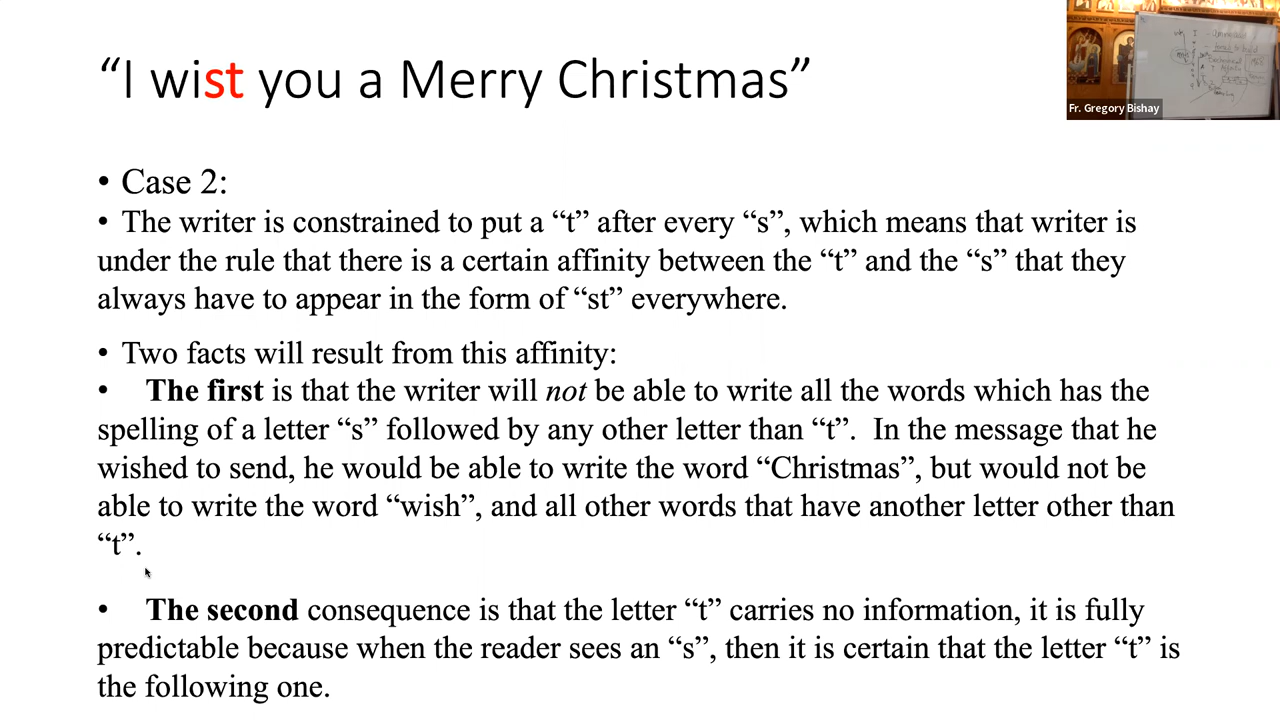 “I wist you a Merry Christmas”
Fr. Gregory Bishay
• Case 2:
• The writer is constrained to put a “t” after every “s”, which means that writer is
under the rule that there is a certain affinity between the “t” and the “s” that they
always have to appear in the form of “st” everywhere.
• Two facts will result from this affinity:
• The first is that the writer will not be able to write all the words which has the
spelling of a letter “s” followed by any other letter than “t”. In the message that he
wished to send, he would be able to write the word “Christmas”, but would not be
able to write the word “wish”, and all other words that have another letter other than
“t”.
• The second consequence is that the letter “t” carries no information, it is fully
predictable because when the reader sees an “s”, then it is certain that the letter “t” is
the following one.